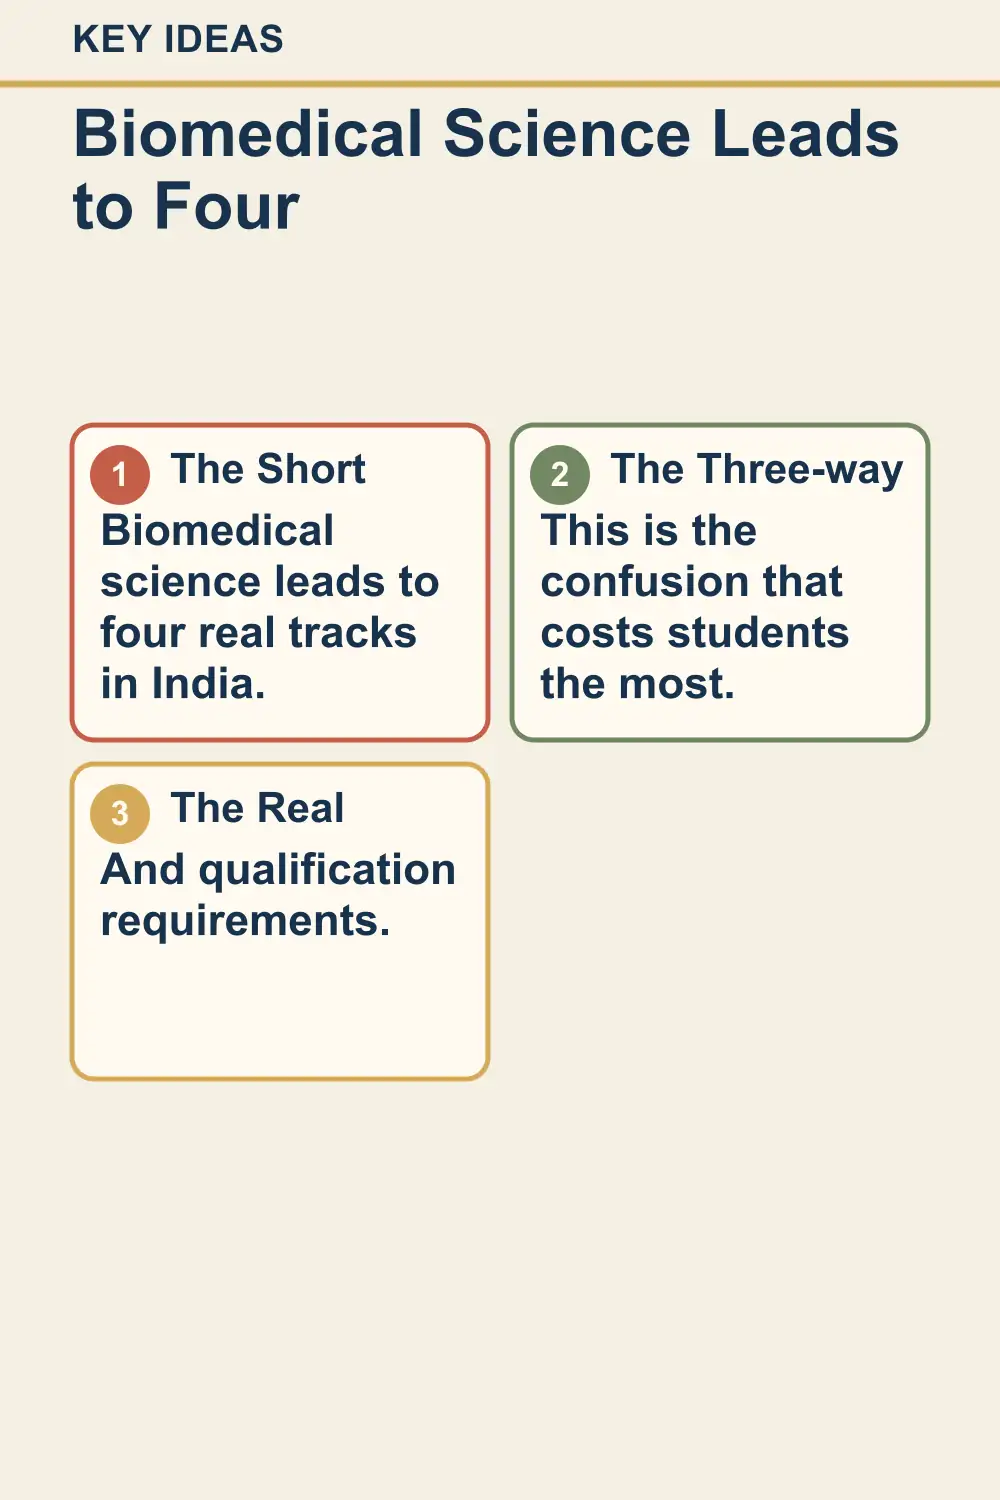 KEY IDEAS
Biomedical Science Leads
to Four
1 The Short
Biomedical
science leads to
four real tracks
in India.
2 The Three-way
This is the
confusion that
costs students
the most.
3 The Real
And qualification
requirements.